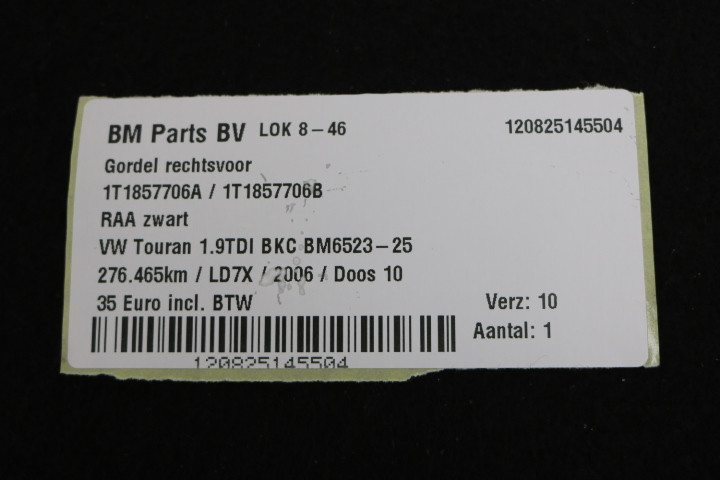 BM Parts BV LOK 8-46 120825145504
Gordel rechtsvoor
1T1857706A / 1T1857706B
RAA zwart
VW Touran 1.9TDI BKC BM6523-25
276.465km / LD7X / 2006 / Doos 10
35 Euro incl. BTW Verz: 10
Aantal: 1
120825145504